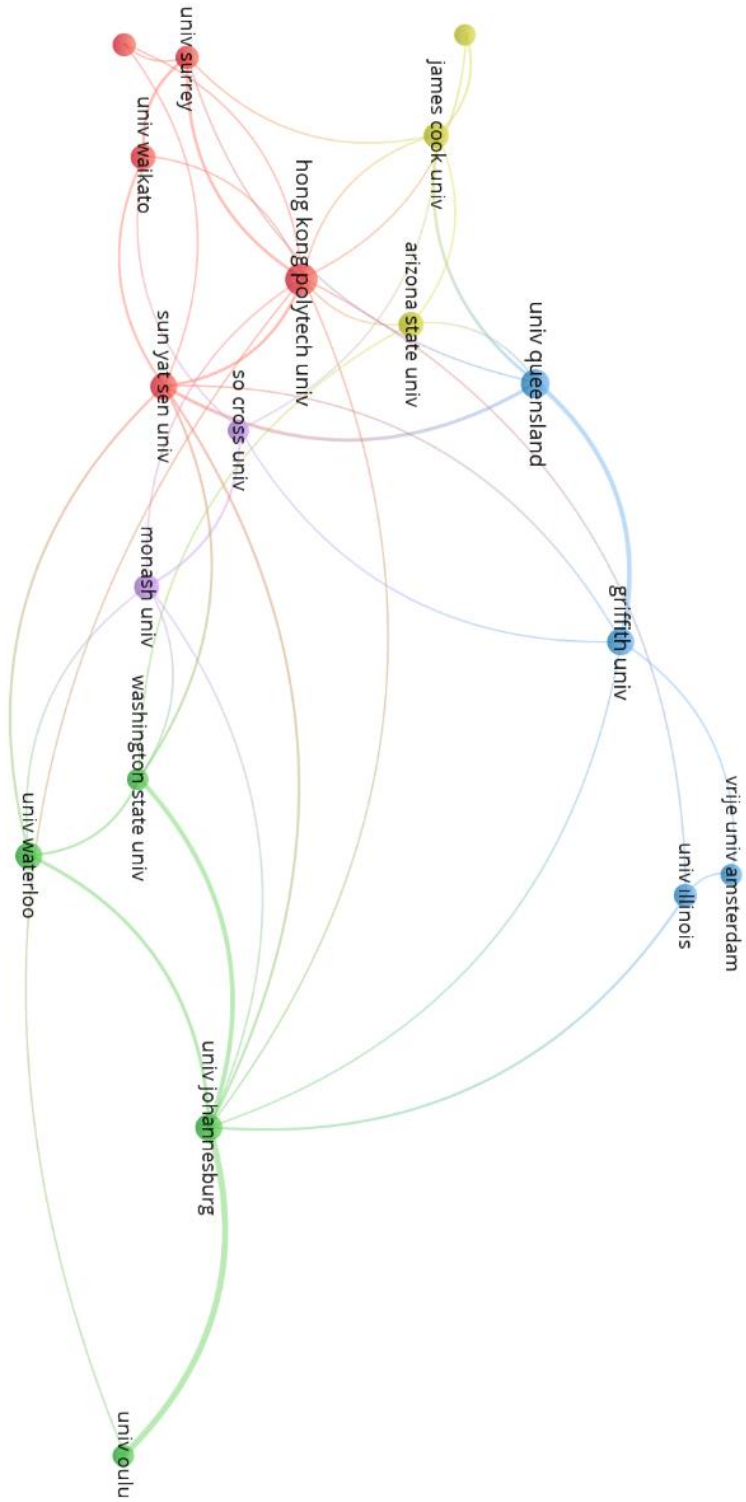 univ surrey
james cook univ
univ waikato
hong kong polytech univ
arizona state univ
univ queensland
sun yat sen univ
so cross univ
monash univ
griffith univ
washington state univ
vrije univ amsterdam
univ illinois
univ waterloo
univ johannesburg
univ oulu